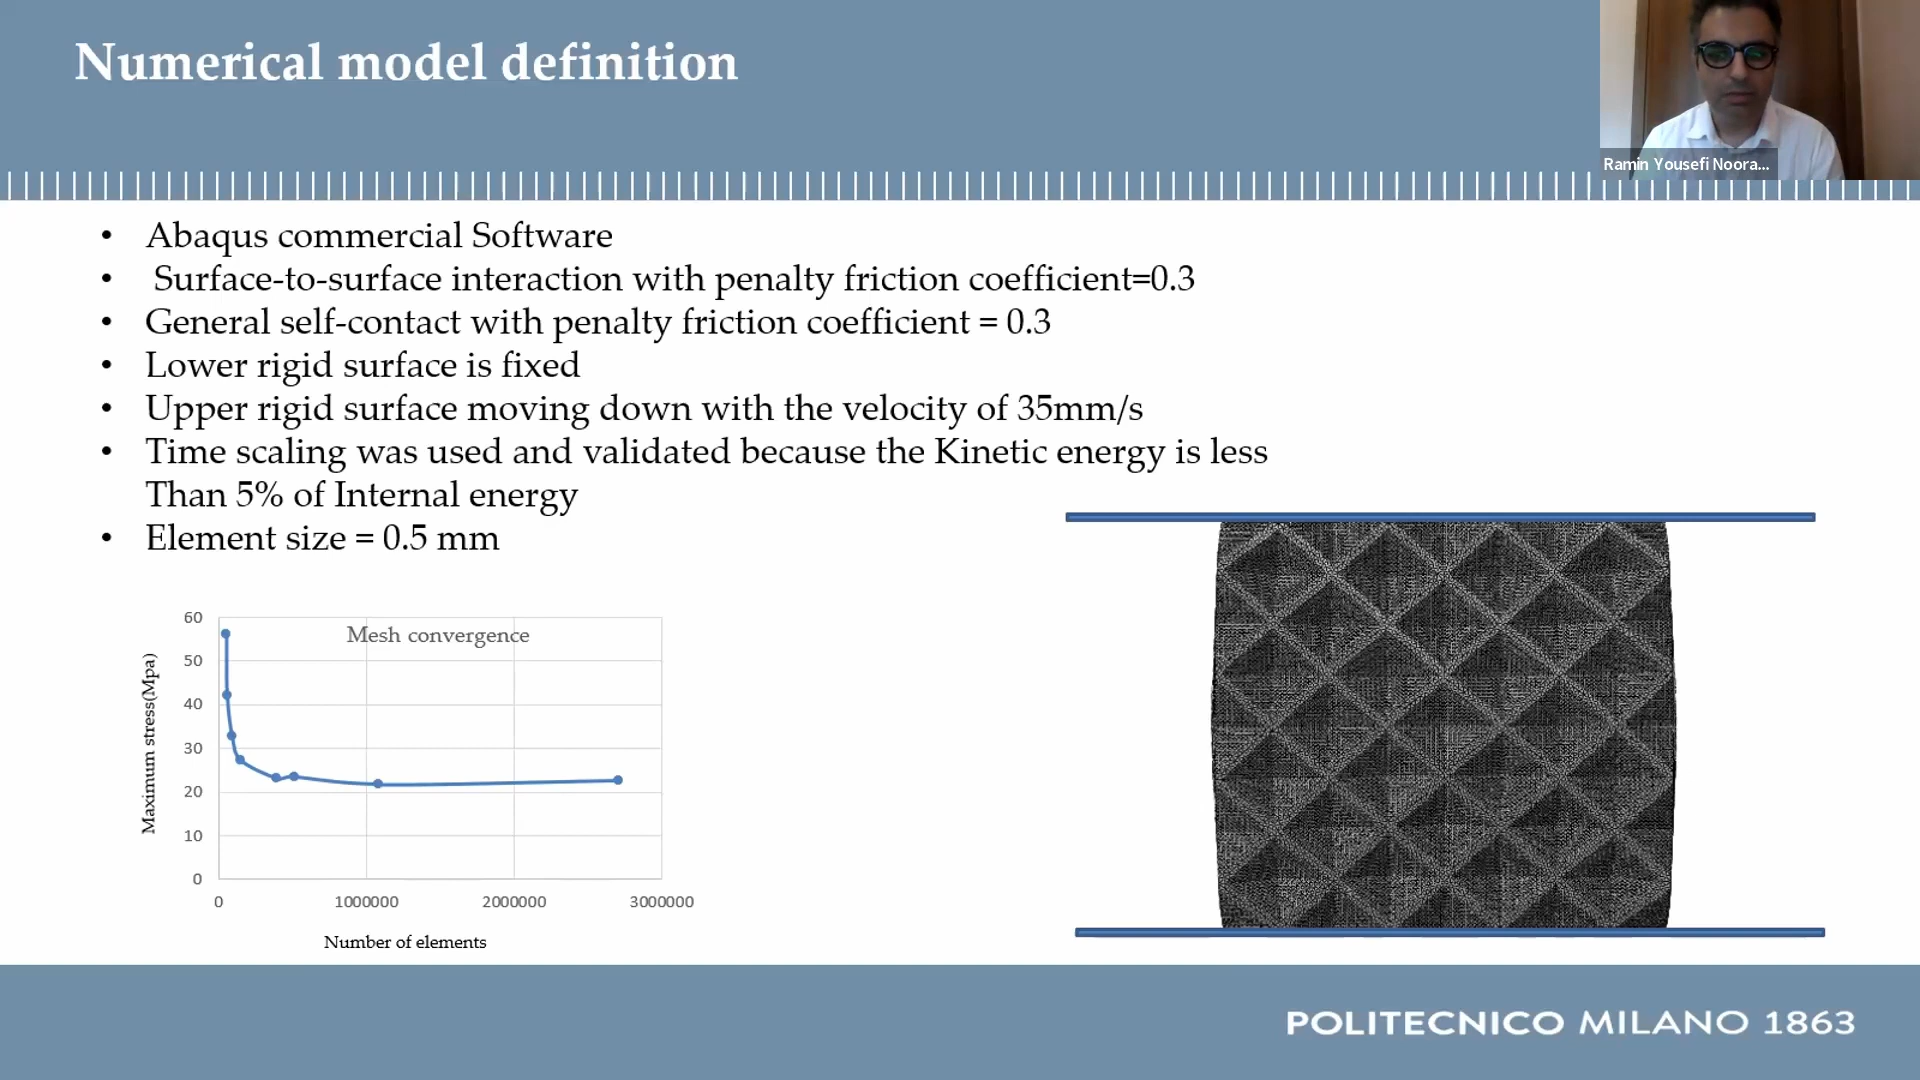 Numerical model definition
Ramin Yousefi Noora...
• Abaqus commercial Software
• Surface-to-surface interaction with penalty friction coefficient=0.3
• General self-contact with penalty friction coefficient = 0.3
• Lower rigid surface is fixed
• Upper rigid surface moving down with the velocity of 35mm/s
• Time scaling was used and validated because the Kinetic energy is less
Than 5% of Internal energy
• Element size = 0.5 mm
Mesh convergence
Maximum stress(Mpa)
60
50
40
30
20
10
0
0 1000000 2000000 3000000
Number of elements
POLITECNICO MILANO 1863